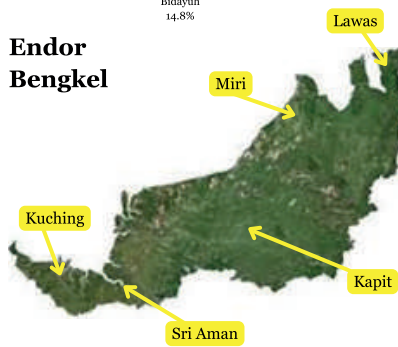 Bidayuh
14.8%
Lawas
Endor
Bengkel
Miri
Kuching
Kapit
Sri Aman